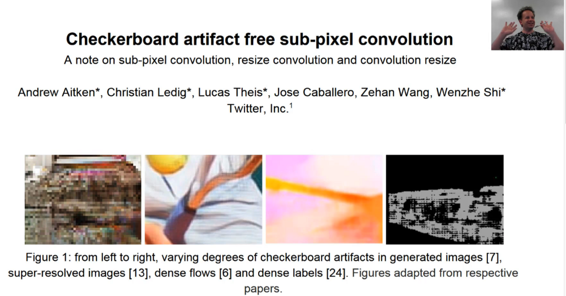 Checkerboard artifact free sub-pixel convolution
A note on sub-pixel convolution, resize convolution and convolution resize
Andrew Aitken*, Christian Ledig*, Lucas Theis*, Jose Caballero, Zehan Wang, Wenzhe Shi*
Twitter, Inc.¹
Figure 1: from left to right, varying degrees of checkerboard artifacts in generated images [7],
super-resolved images [13], dense flows [6] and dense labels [24]. Figures adapted from respective
papers.